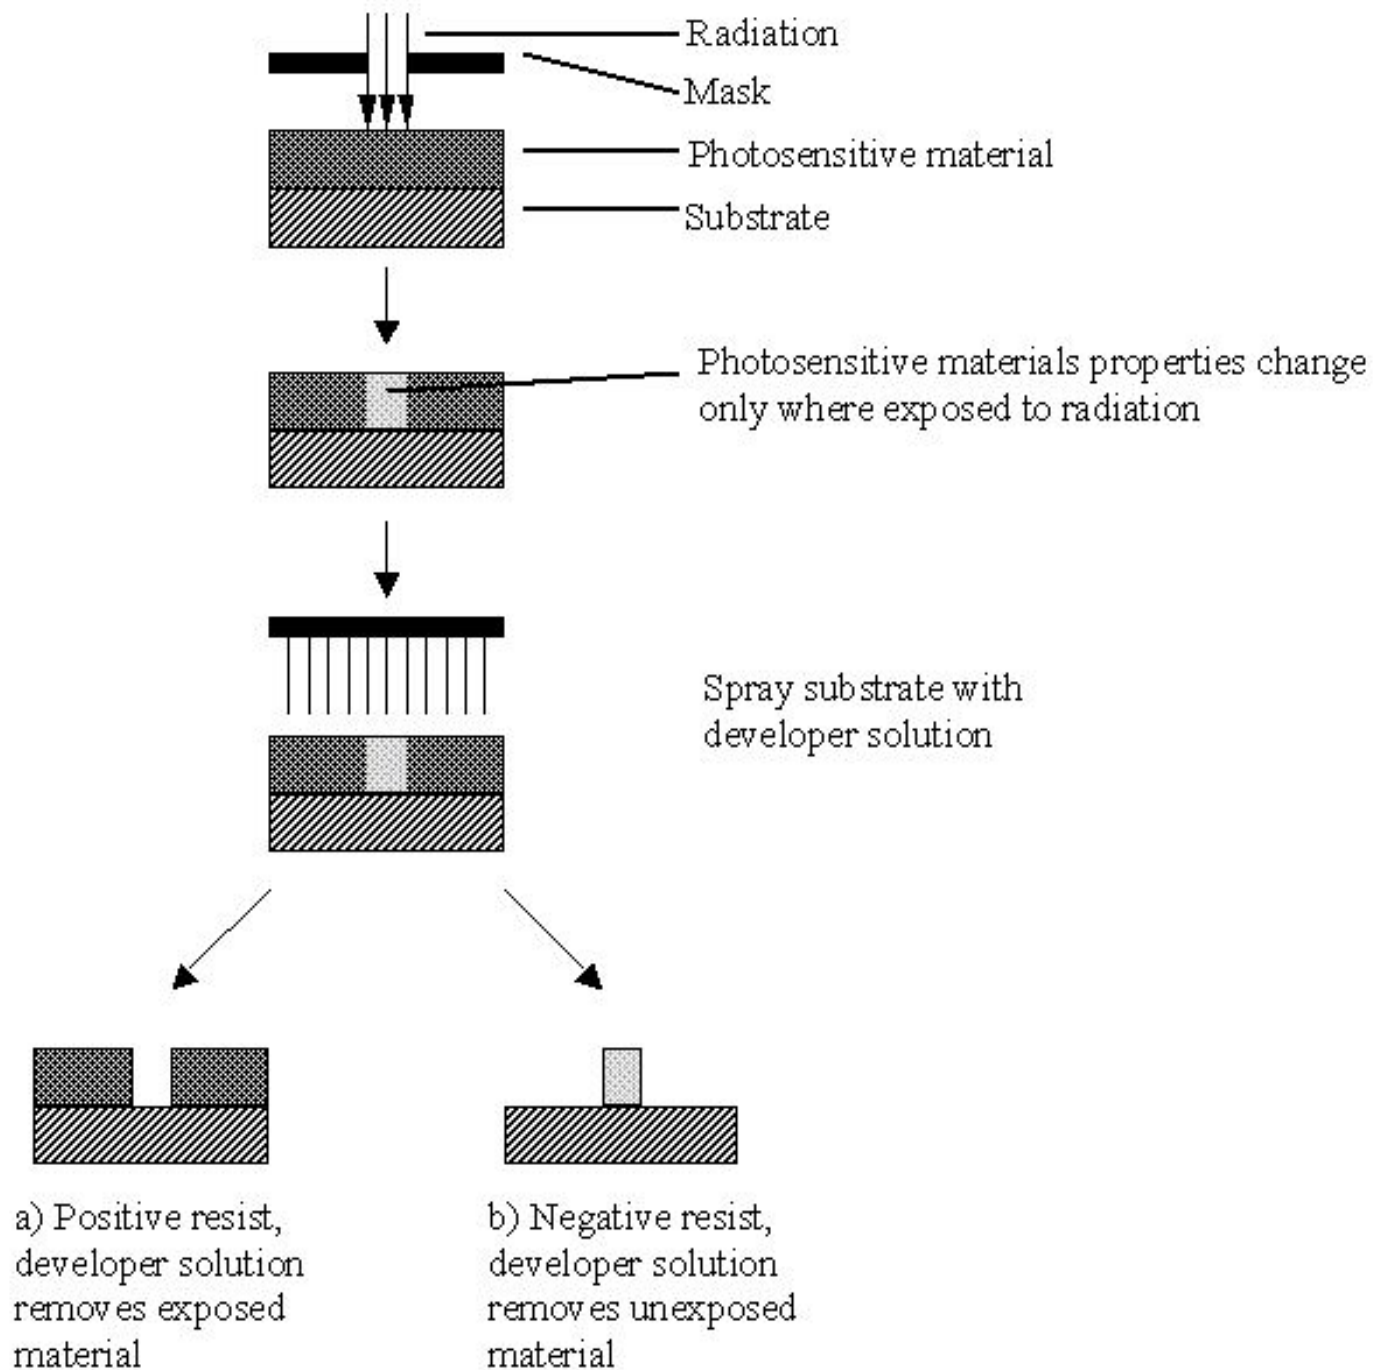 Radiation
Mask
Photosensitive material
Substrate
Photosensitive materials properties change
only where exposed to radiation
Spray substrate with
developer solution
a) Positive resist,
developer solution
removes exposed
material
b) Negative resist,
developer solution
removes unexposed
material